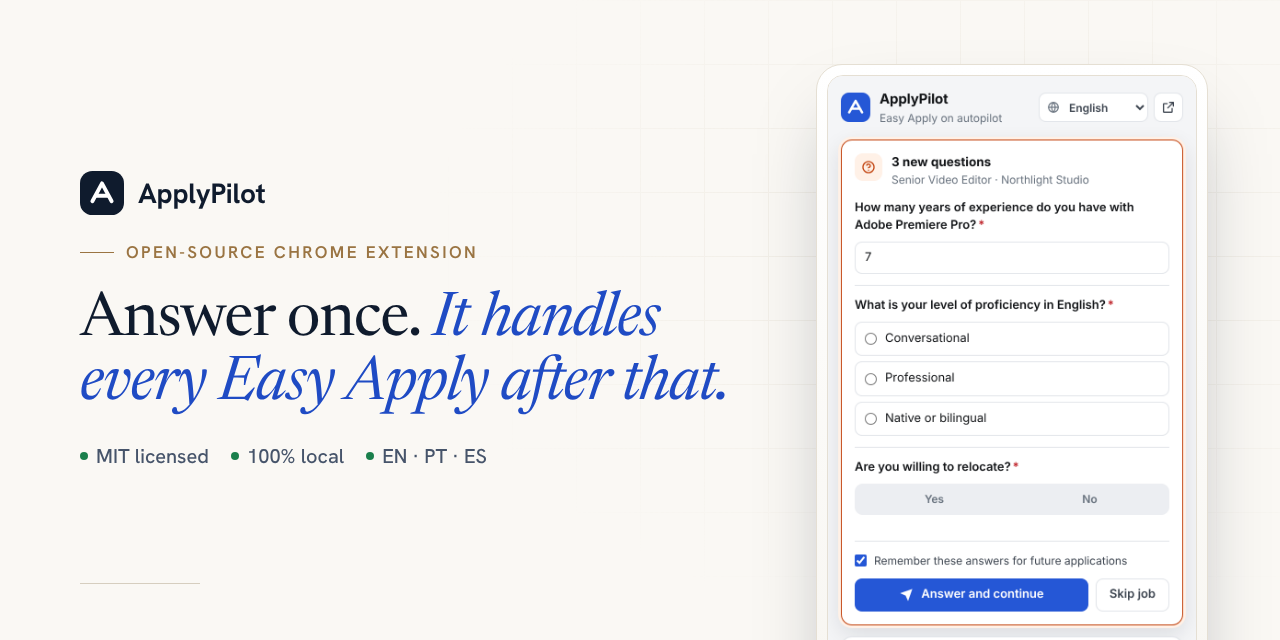 ApplyPilot
OPEN-SOURCE CHROME EXTENSION
Answer once. It handles
every Easy Apply after that.
MIT licensed
100% local
EN · PT · ES
ApplyPilot
Easy Apply on autopilot
English
3 new questions
Senior Video Editor · Northlight Studio
How many years of experience do you have with
Adobe Premiere Pro? *
7
What is your level of proficiency in English? *
Conversational
Professional
Native or bilingual
Are you willing to relocate? *
Yes
No
Remember these answers for future applications
Answer and continue
Skip job